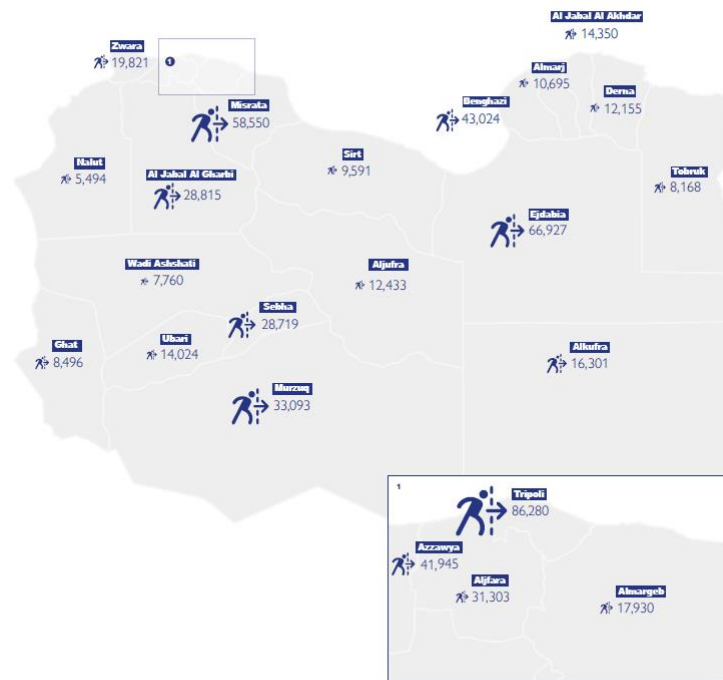 Al Jabal Al Akhdar
14,350
Zwara
19,821
1
Almarj
10,695
Derna
12,155
Benghazi
43,024
Misrata
58,550
Sirt
9,591
Nalut
5,494
Al Jabal Al Gharbi
28,815
Tobruk
8,168
Ejdabia
66,927
Wadi Ashshati
7,760
Aljufra
12,433
Sebha
28,719
Ubari
14,024
Ghat
8,496
Alkufra
16,301
Murzuq
33,093
1
Tripoli
86,280
Azzawya
41,945
Aljfara
31,303
Almargeb
17,930